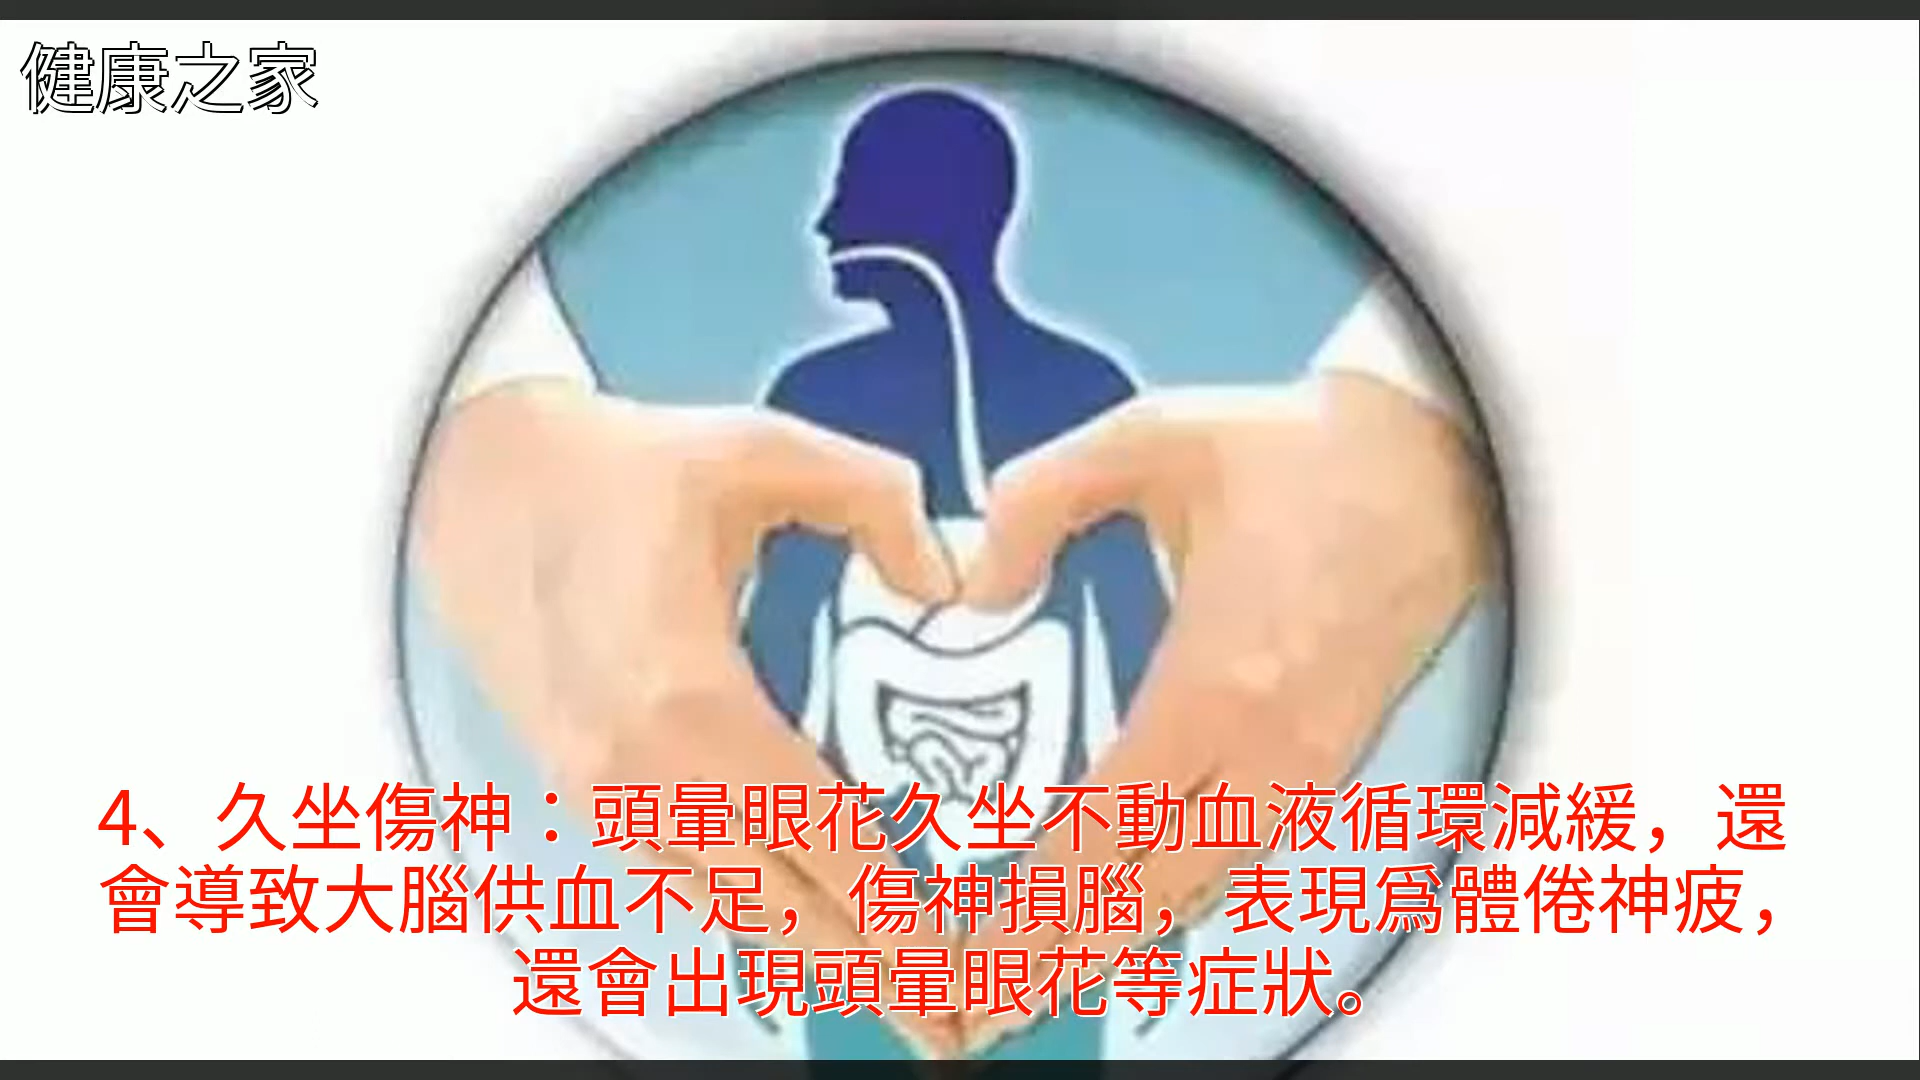 健康之家
4、久坐傷神：頭暈眼花久坐不動血液循環減緩，還
會導致大腦供血不足，傷神損腦，表現爲體倦神疲，
還會出現頭暈眼花等症狀。